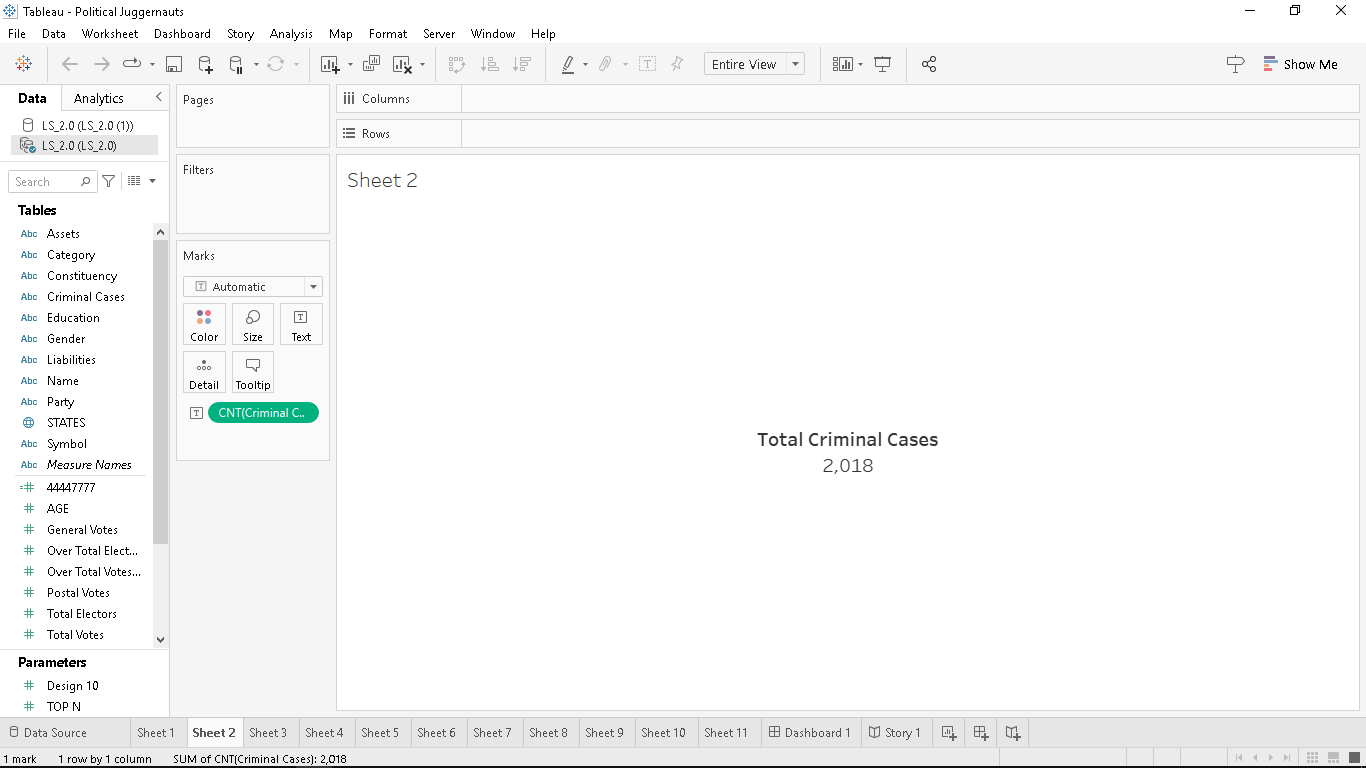 Tableau - Political Juggernauts
File Data Worksheet Dashboard Story Analysis Map Format Server Window Help
Entire View
Show Me
Data Analytics
LS_2.0 (LS_2.0 (1))
LS_2.0 (LS_2.0)
Search
Tables
Abc Assets
Abc Category
Abc Constituency
Abc Criminal Cases
Abc Education
Abc Gender
Abc Liabilities
Abc Name
Abc Party
STATES
Abc Symbol
Abc Measure Names
=# 44447777
# AGE
# General Votes
# Over Total Elect...
# Over Total Votes...
# Postal Votes
# Total Electors
# Total Votes
Parameters
# Design 10
# TOP N
Pages
Filters
Marks
T Automatic
Color Size T Text
Detail Tooltip
T CNT(Criminal C..
Columns
Rows
Sheet 2
Total Criminal Cases
2,018
Data Source Sheet 1 Sheet 2 Sheet 3 Sheet 4 Sheet 5 Sheet 6 Sheet 7 Sheet 8 Sheet 9 Sheet 10 Sheet 11 Dashboard 1 Story 1
1 mark 1 row by 1 column SUM of CNT(Criminal Cases): 2,018